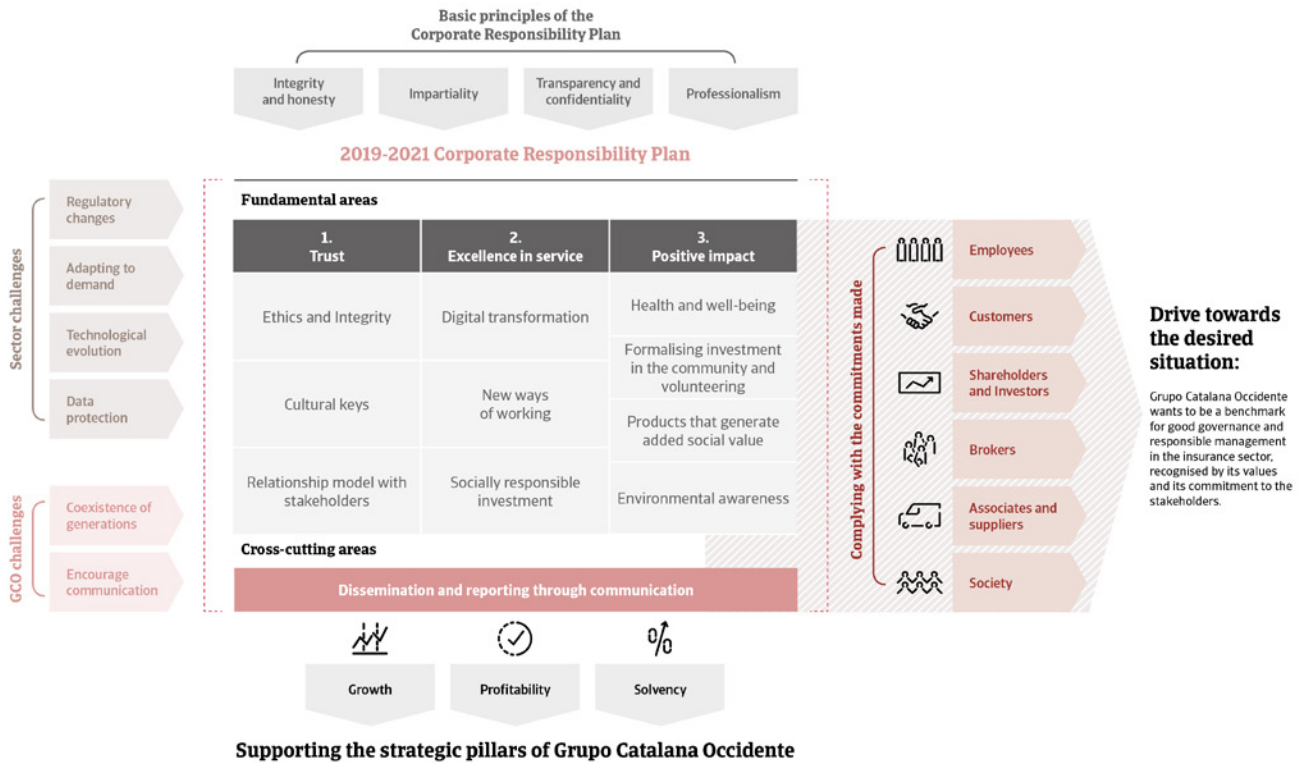 Basic principles of the
Corporate Responsibility Plan
Integrity
and honesty
Impartiality
Transparency and
confidentiality
Professionalism
2019-2021 Corporate Responsibility Plan
Sector challenges
Regulatory
changes
Adapting to
demand
Technological
evolution
Data
protection
GCO challenges
Coexistence of
generations
Encourage
communication
Fundamental areas
1.
Trust
2.
Excellence in service
3.
Positive impact
Ethics and Integrity
Cultural keys
Relationship model with
stakeholders
Digital transformation
New ways
of working
Socially responsible
investment
Health and well-being
Formalising investment
in the community and
volunteering
Products that generate
added social value
Environmental awareness
Cross-cutting areas
Dissemination and reporting through communication
Complying with the commitments made
Employees
Customers
Shareholders
and Investors
Brokers
Associates and
suppliers
Society
Drive towards
the desired
situation:
Grupo Catalana Occidente
wants to be a benchmark
for good governance and
responsible management
in the insurance sector,
recognised by its values
and its commitment to the
stakeholders.
Growth
Profitability
Solvency
Supporting the strategic pillars of Grupo Catalana Occidente